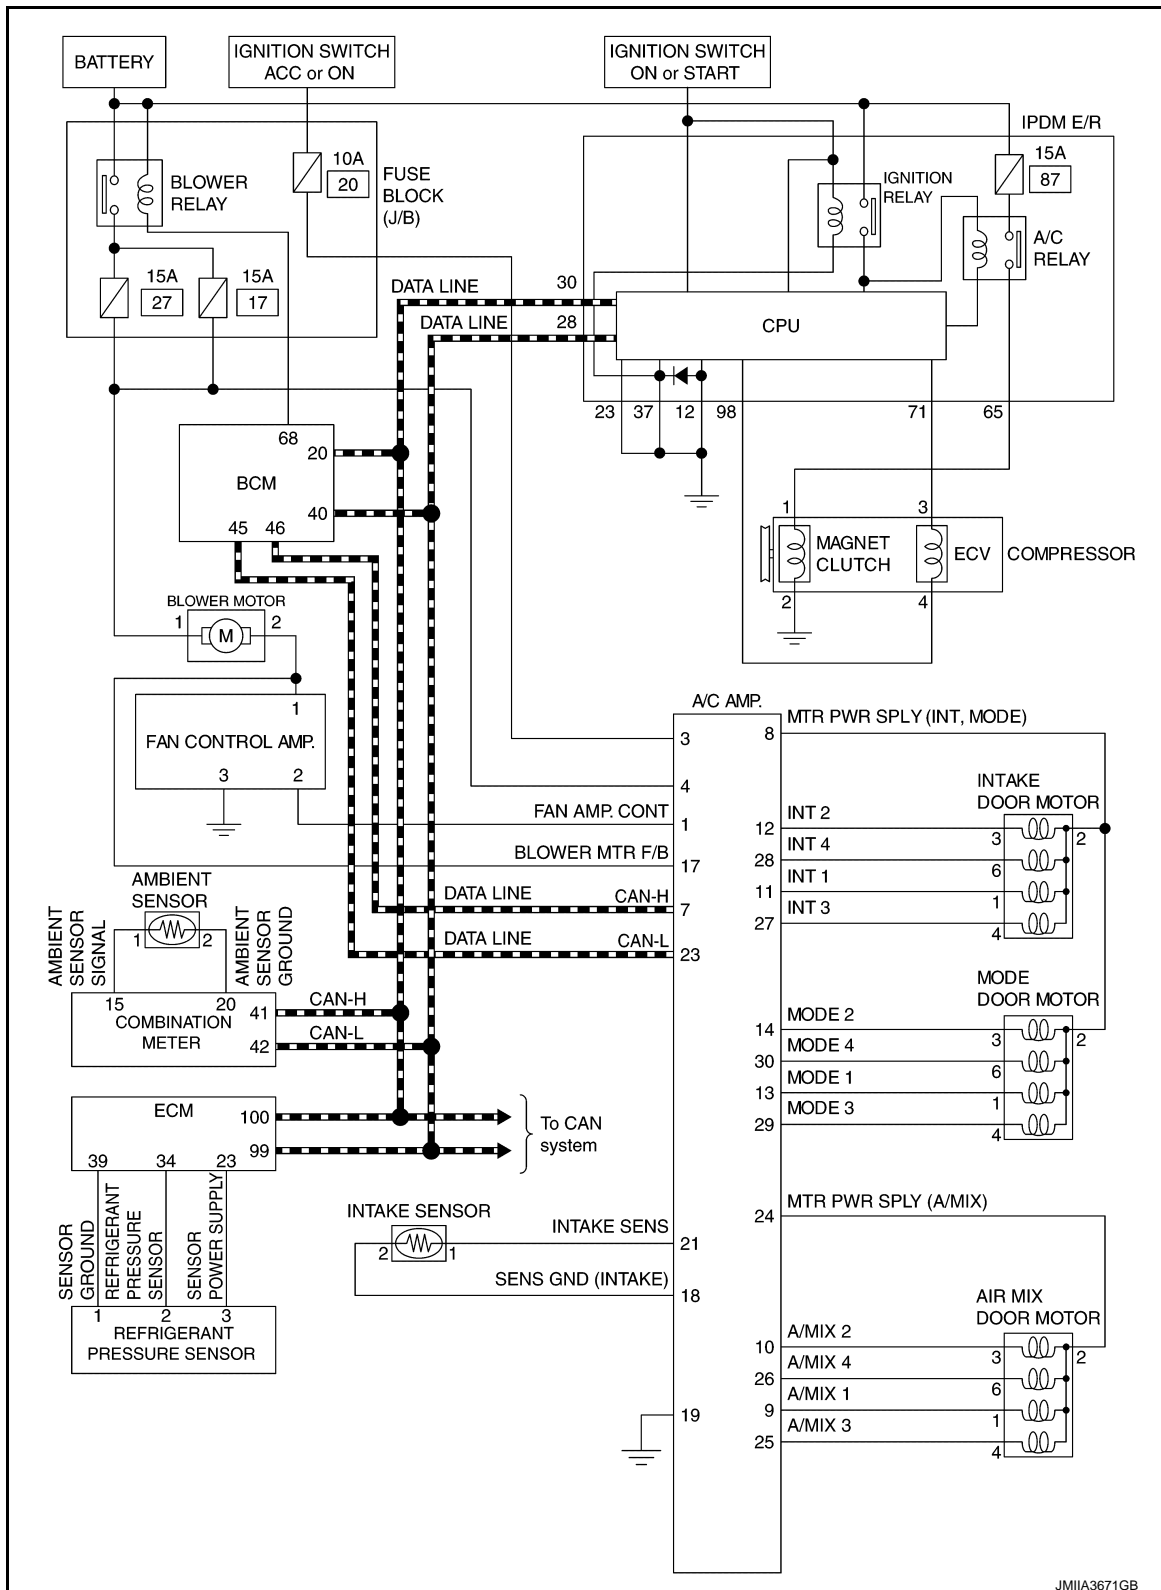 BATTERY
IGNITION SWITCH
ACC or ON
IGNITION SWITCH
ON or START
IPDM E/R
BLOWER
RELAY
10A
20
FUSE
BLOCK
(J/B)
IGNITION
RELAY
15A
87
A/C
RELAY
15A
27
15A
17
DATA LINE
30
DATA LINE
28
CPU
23
37
12
98
71
65
68
20
BCM
40
45
46
1
3
MAGNET
CLUTCH
ECV
COMPRESSOR
2
4
BLOWER MOTOR
1
M
2
1
FAN CONTROL AMP.
3
2
A/C AMP.
3
4
FAN AMP. CONT
1
BLOWER MTR F/B
17
DATA LINE
CAN-H
7
DATA LINE
CAN-L
23
8
MTR PWR SPLY (INT, MODE)
INTAKE
DOOR MOTOR
12
INT 2
3
2
28
INT 4
6
11
INT 1
1
27
INT 3
4
AMBIENT
SENSOR
1
2
AMBIENT
SENSOR
SIGNAL
AMBIENT
SENSOR
GROUND
15
20
COMBINATION
METER
41
CAN-H
42
CAN-L
MODE
DOOR MOTOR
14
MODE 2
3
2
30
MODE 4
6
13
MODE 1
1
29
MODE 3
4
ECM
100
99
To CAN
system
39
34
23
SENSOR
GROUND
REFRIGERANT
PRESSURE
SENSOR
SENSOR
POWER SUPPLY
1
2
3
REFRIGERANT
PRESSURE SENSOR
INTAKE SENSOR
2
1
INTAKE SENS
21
SENS GND (INTAKE)
18
19
24
MTR PWR SPLY (A/MIX)
AIR MIX
DOOR MOTOR
10
A/MIX 2
3
2
26
A/MIX 4
6
9
A/MIX 1
1
25
A/MIX 3
4
JMIIA3671GB